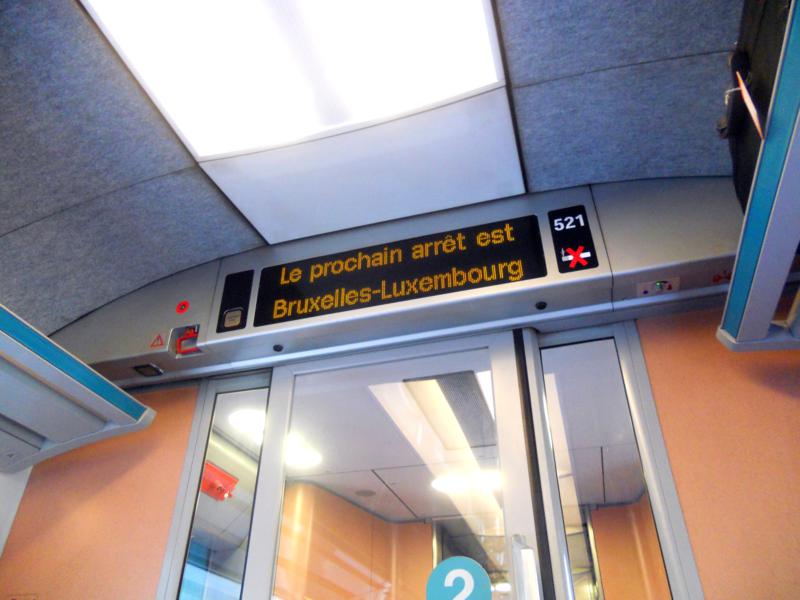 Le prochain arrêt est
Bruxelles-Luxembourg
521
2